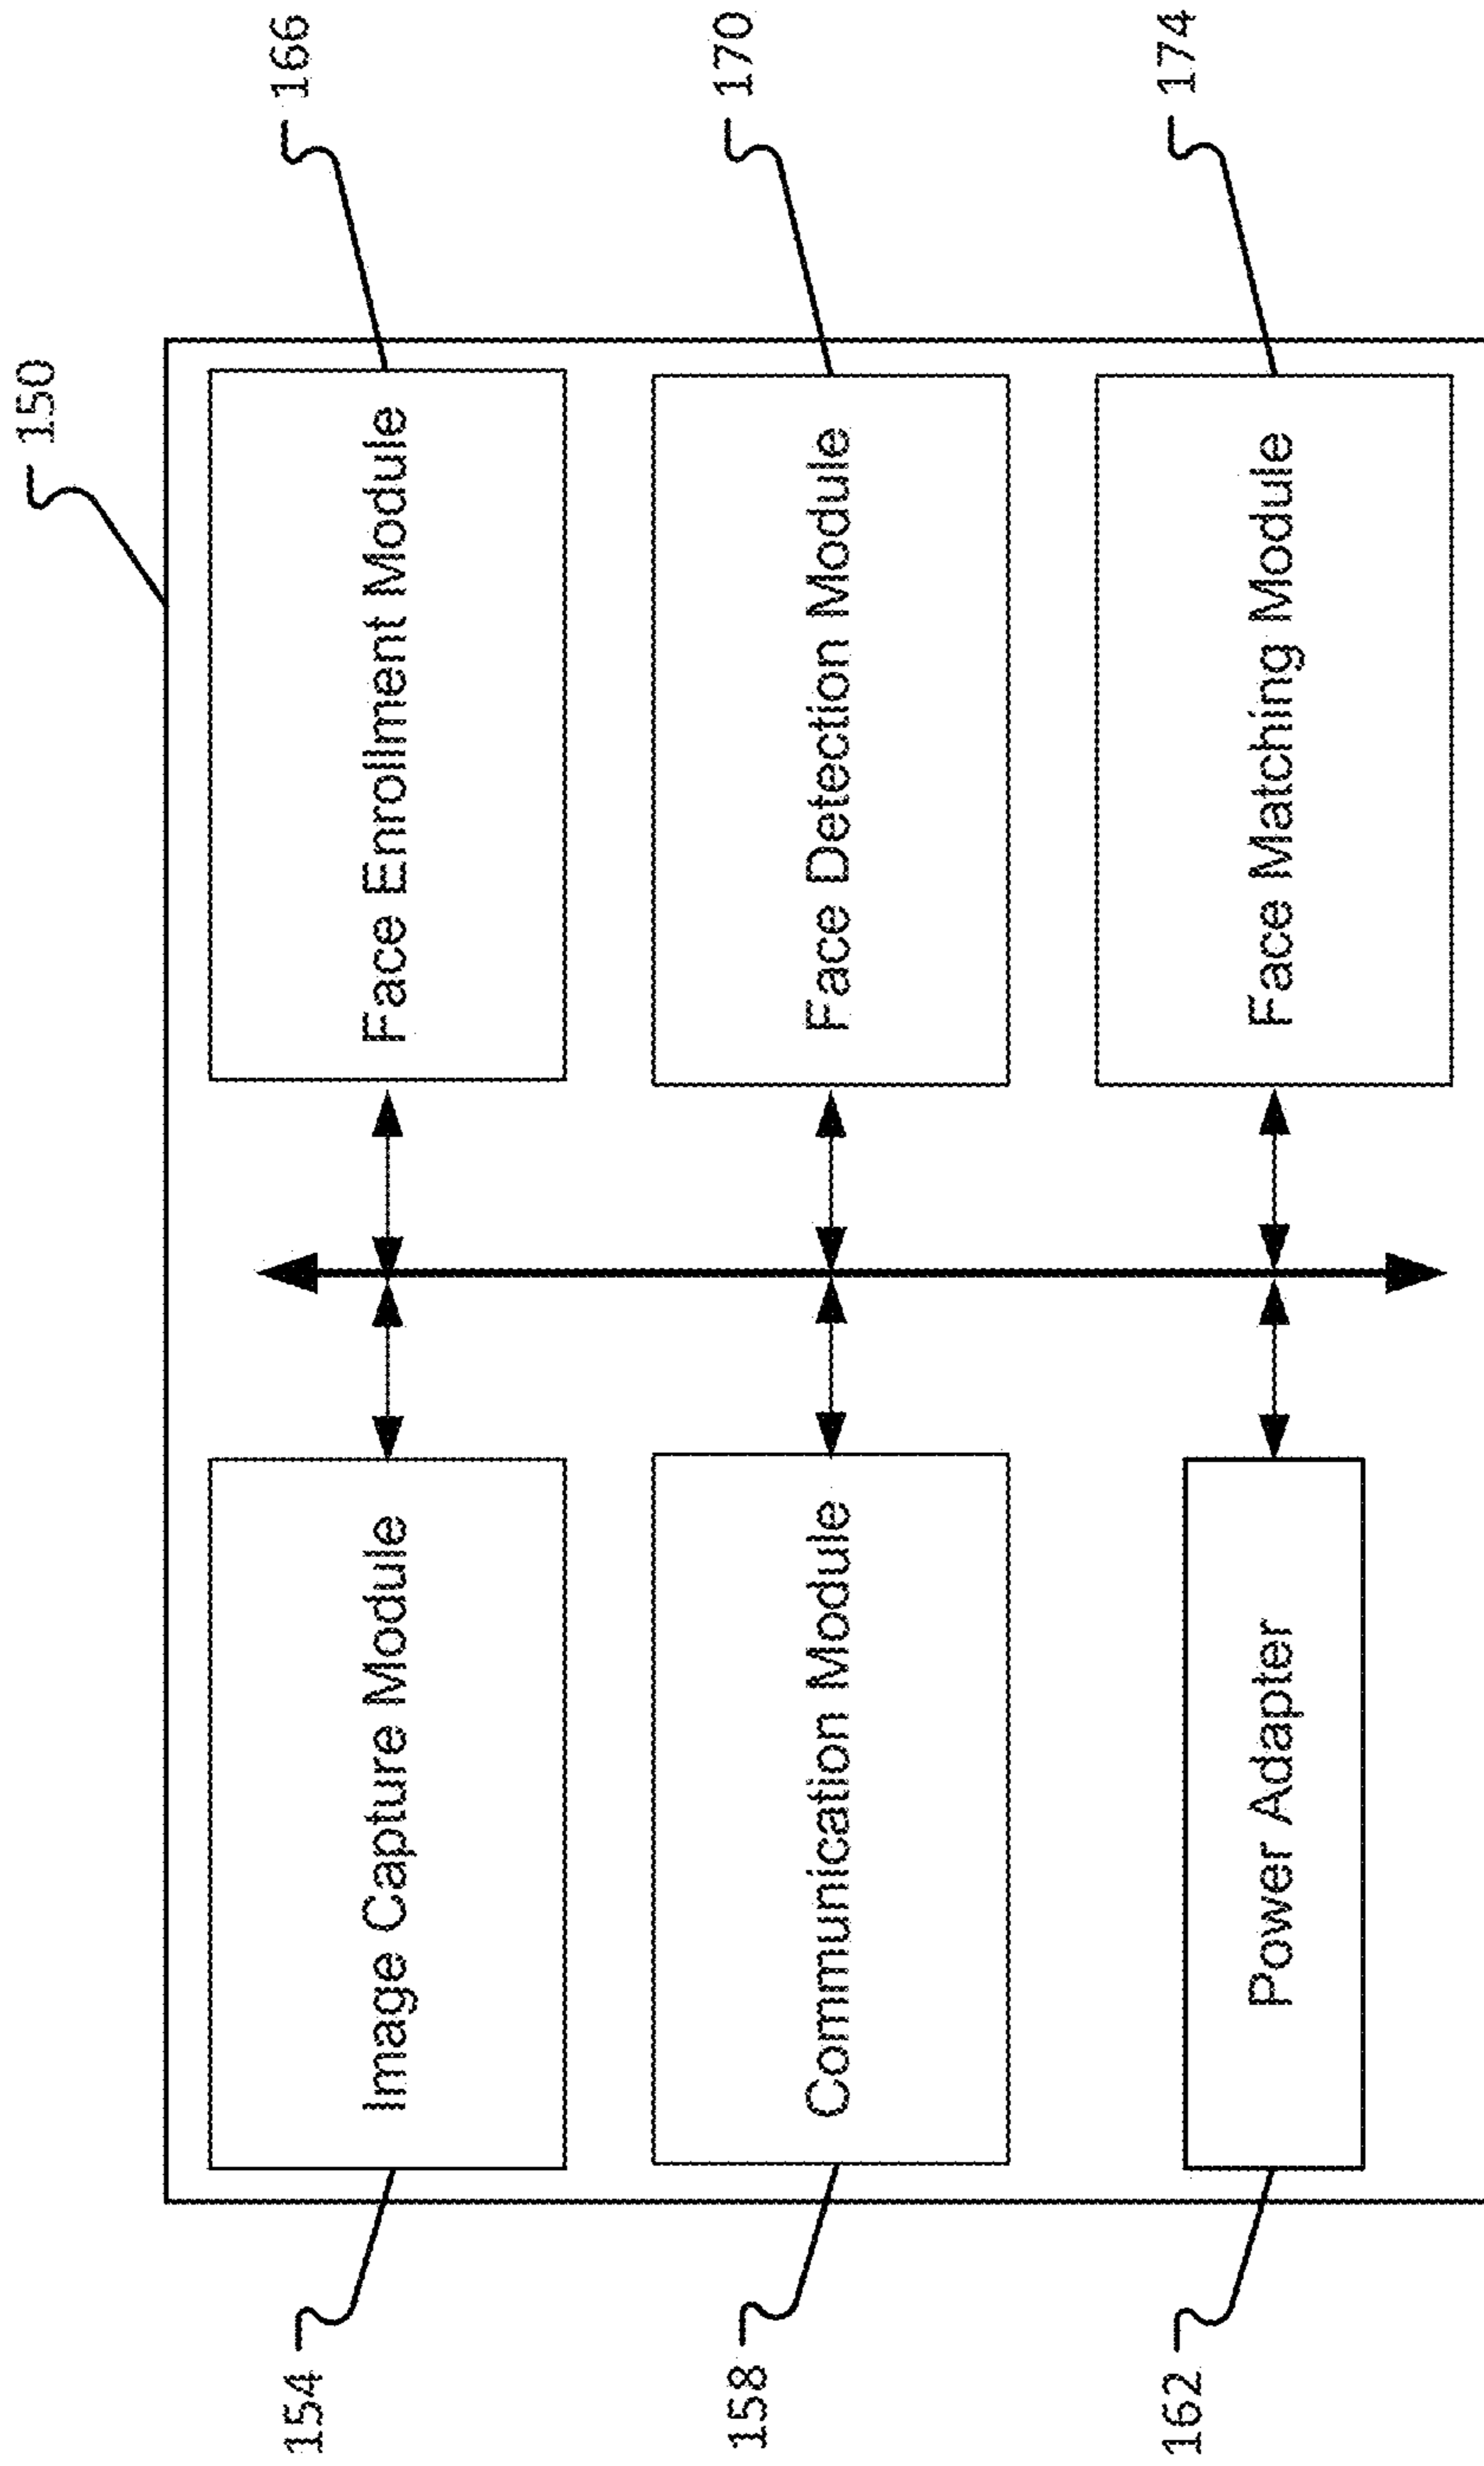 150
154
Image Capture Module
Face Enrollment Module
166
158
Communication Module
Face Detection Module
170
162
Power Adapter
Face Matching Module
174